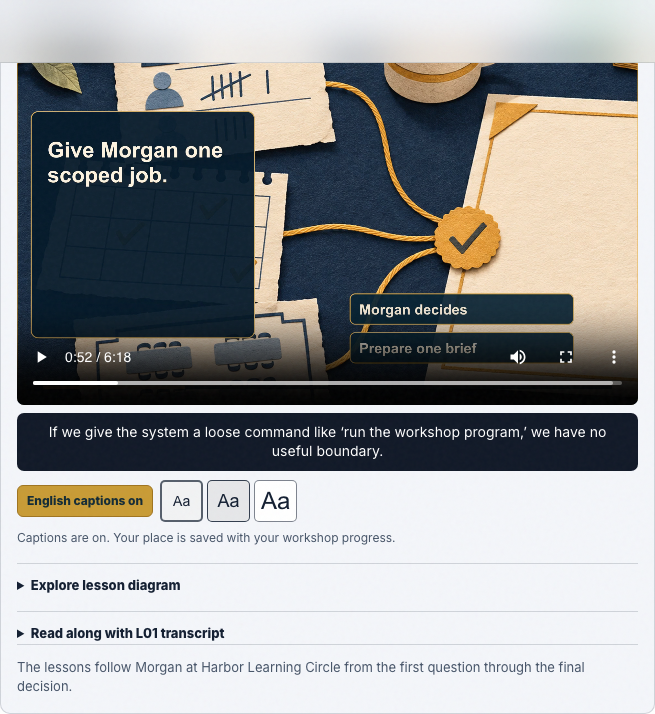 Give Morgan one
scoped job.
Morgan decides
Prepare one brief
0:52 / 6:18
If we give the system a loose command like ‘run the workshop program,’ we have no
useful boundary.
English captions on
Aa
Aa
Aa
Captions are on. Your place is saved with your workshop progress.
Explore lesson diagram
Read along with L01 transcript
The lessons follow Morgan at Harbor Learning Circle from the first question through the final
decision.